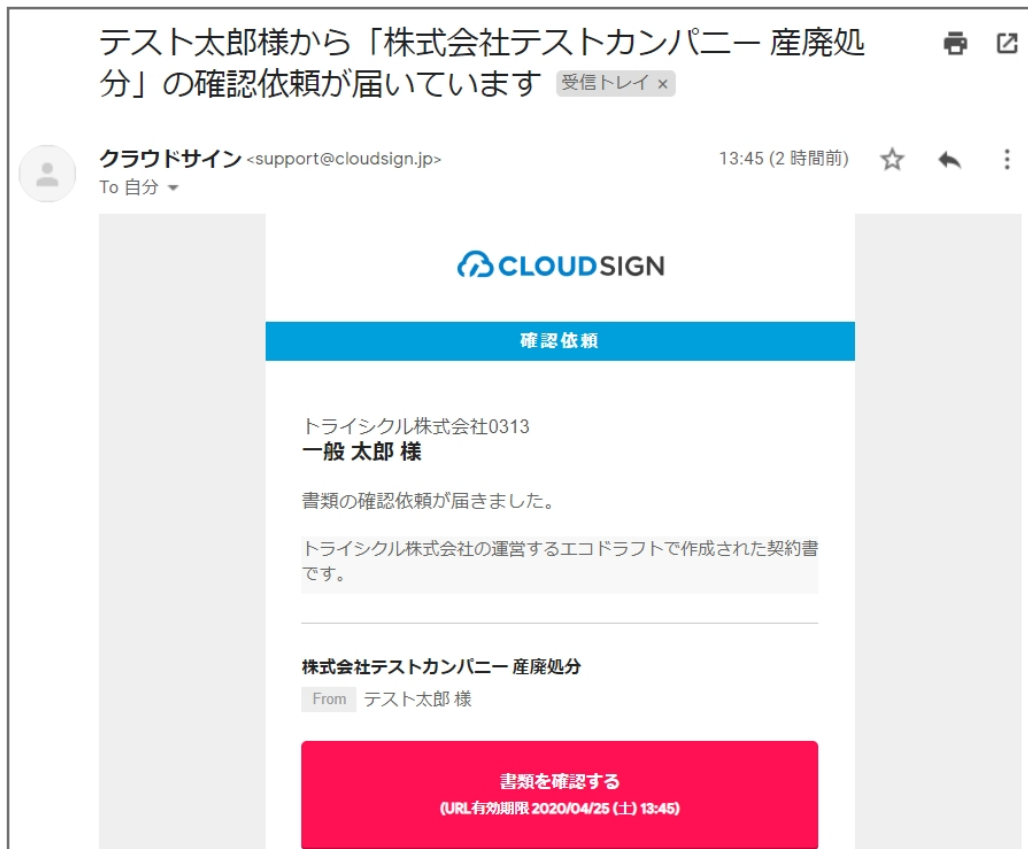 テスト太郎様から「株式会社テストカンパニー 産廃処
分」の確認依頼が届いています 受信トレイ ×
クラウドサイン <support@cloudsign.jp> 13:45 (2 時間前)
To 自分
CLOUDSIGN
確認依頼
トライシクル株式会社0313
一般 太郎 様
書類の確認依頼が届きました。
トライシクル株式会社の運営するエコドラフトで作成された契約書
です。
株式会社テストカンパニー 産廃処分
From テスト太郎 様
書類を確認する
(URL有効期限 2020/04/25 (土) 13:45)